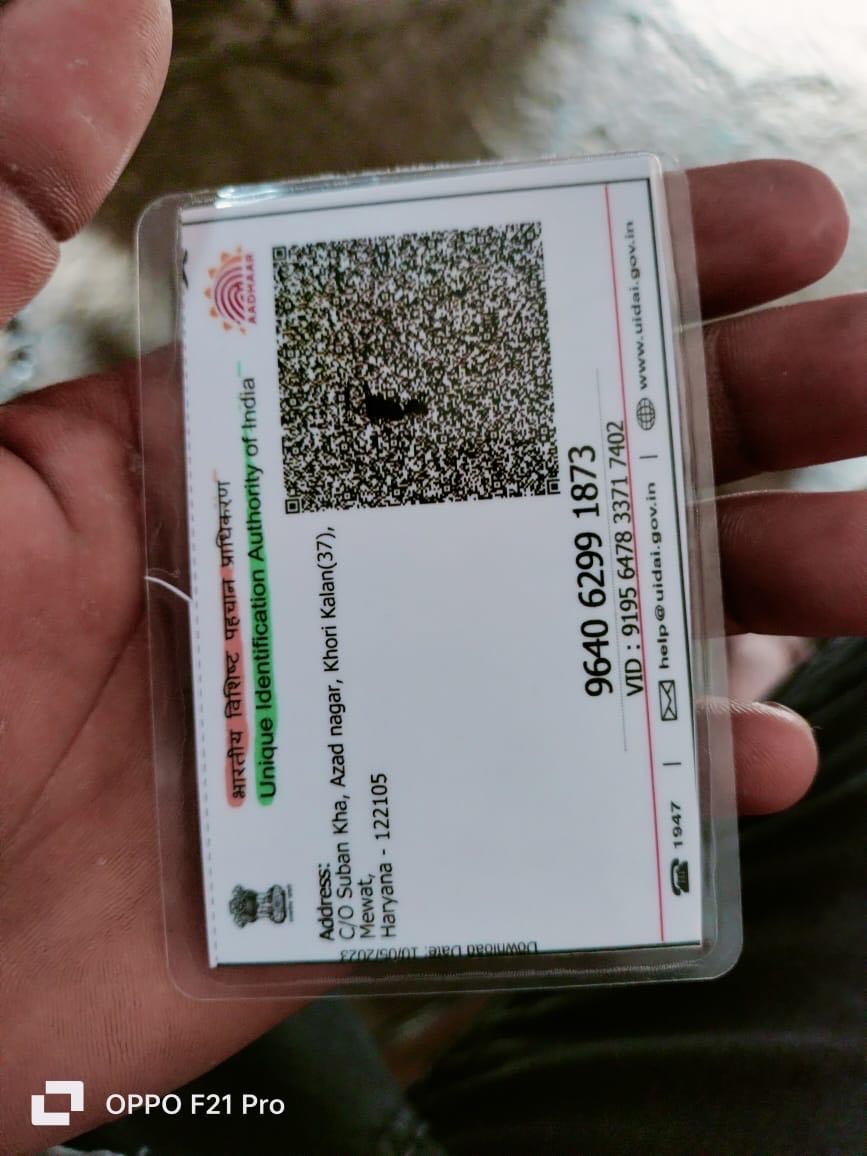 भारतीय विशिष्ट पहचान प्राधिकरण
Unique Identification Authority of India
AADHAAR
Address:
C/O Suban Kha, Azad nagar, Khori Kalan(37),
Mewat,
Haryana - 122105
Download Date: 10/05/2023
9640 6299 1873
VID : 9195 6478 3371 7402
1947 | help@uidai.gov.in | www.uidai.gov.in
OPPO F21 Pro